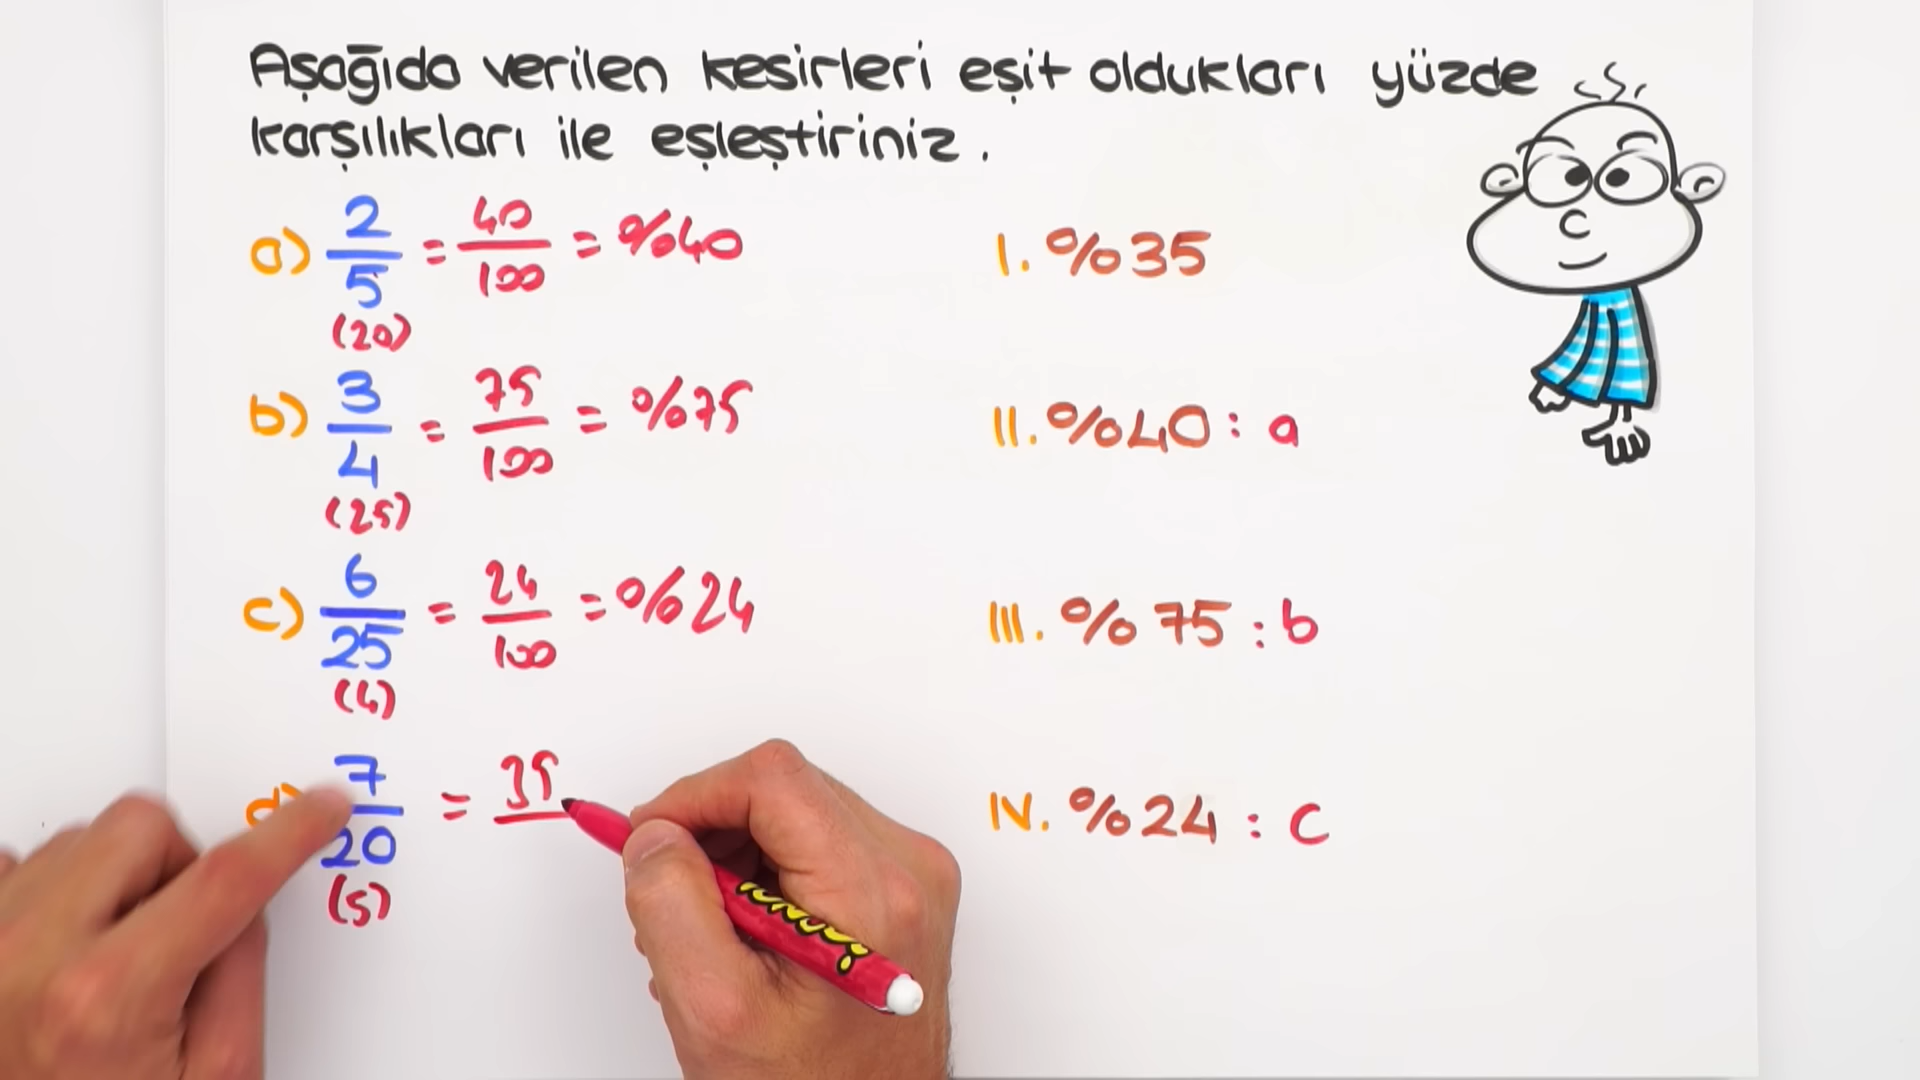 Aşağıda verilen kesirleri eşit oldukları yüzde
karşılıkları ile eşleştiriniz.
a) 2/5 = 40/100 = %40
(20)
I. %35
b) 3/4 = 75/100 = %75
(25)
II. %40 : a
c) 6/25 = 24/100 = %24
(4)
III. %75 : b
d) 7/20 = 35
(5)
IV. %24 : c